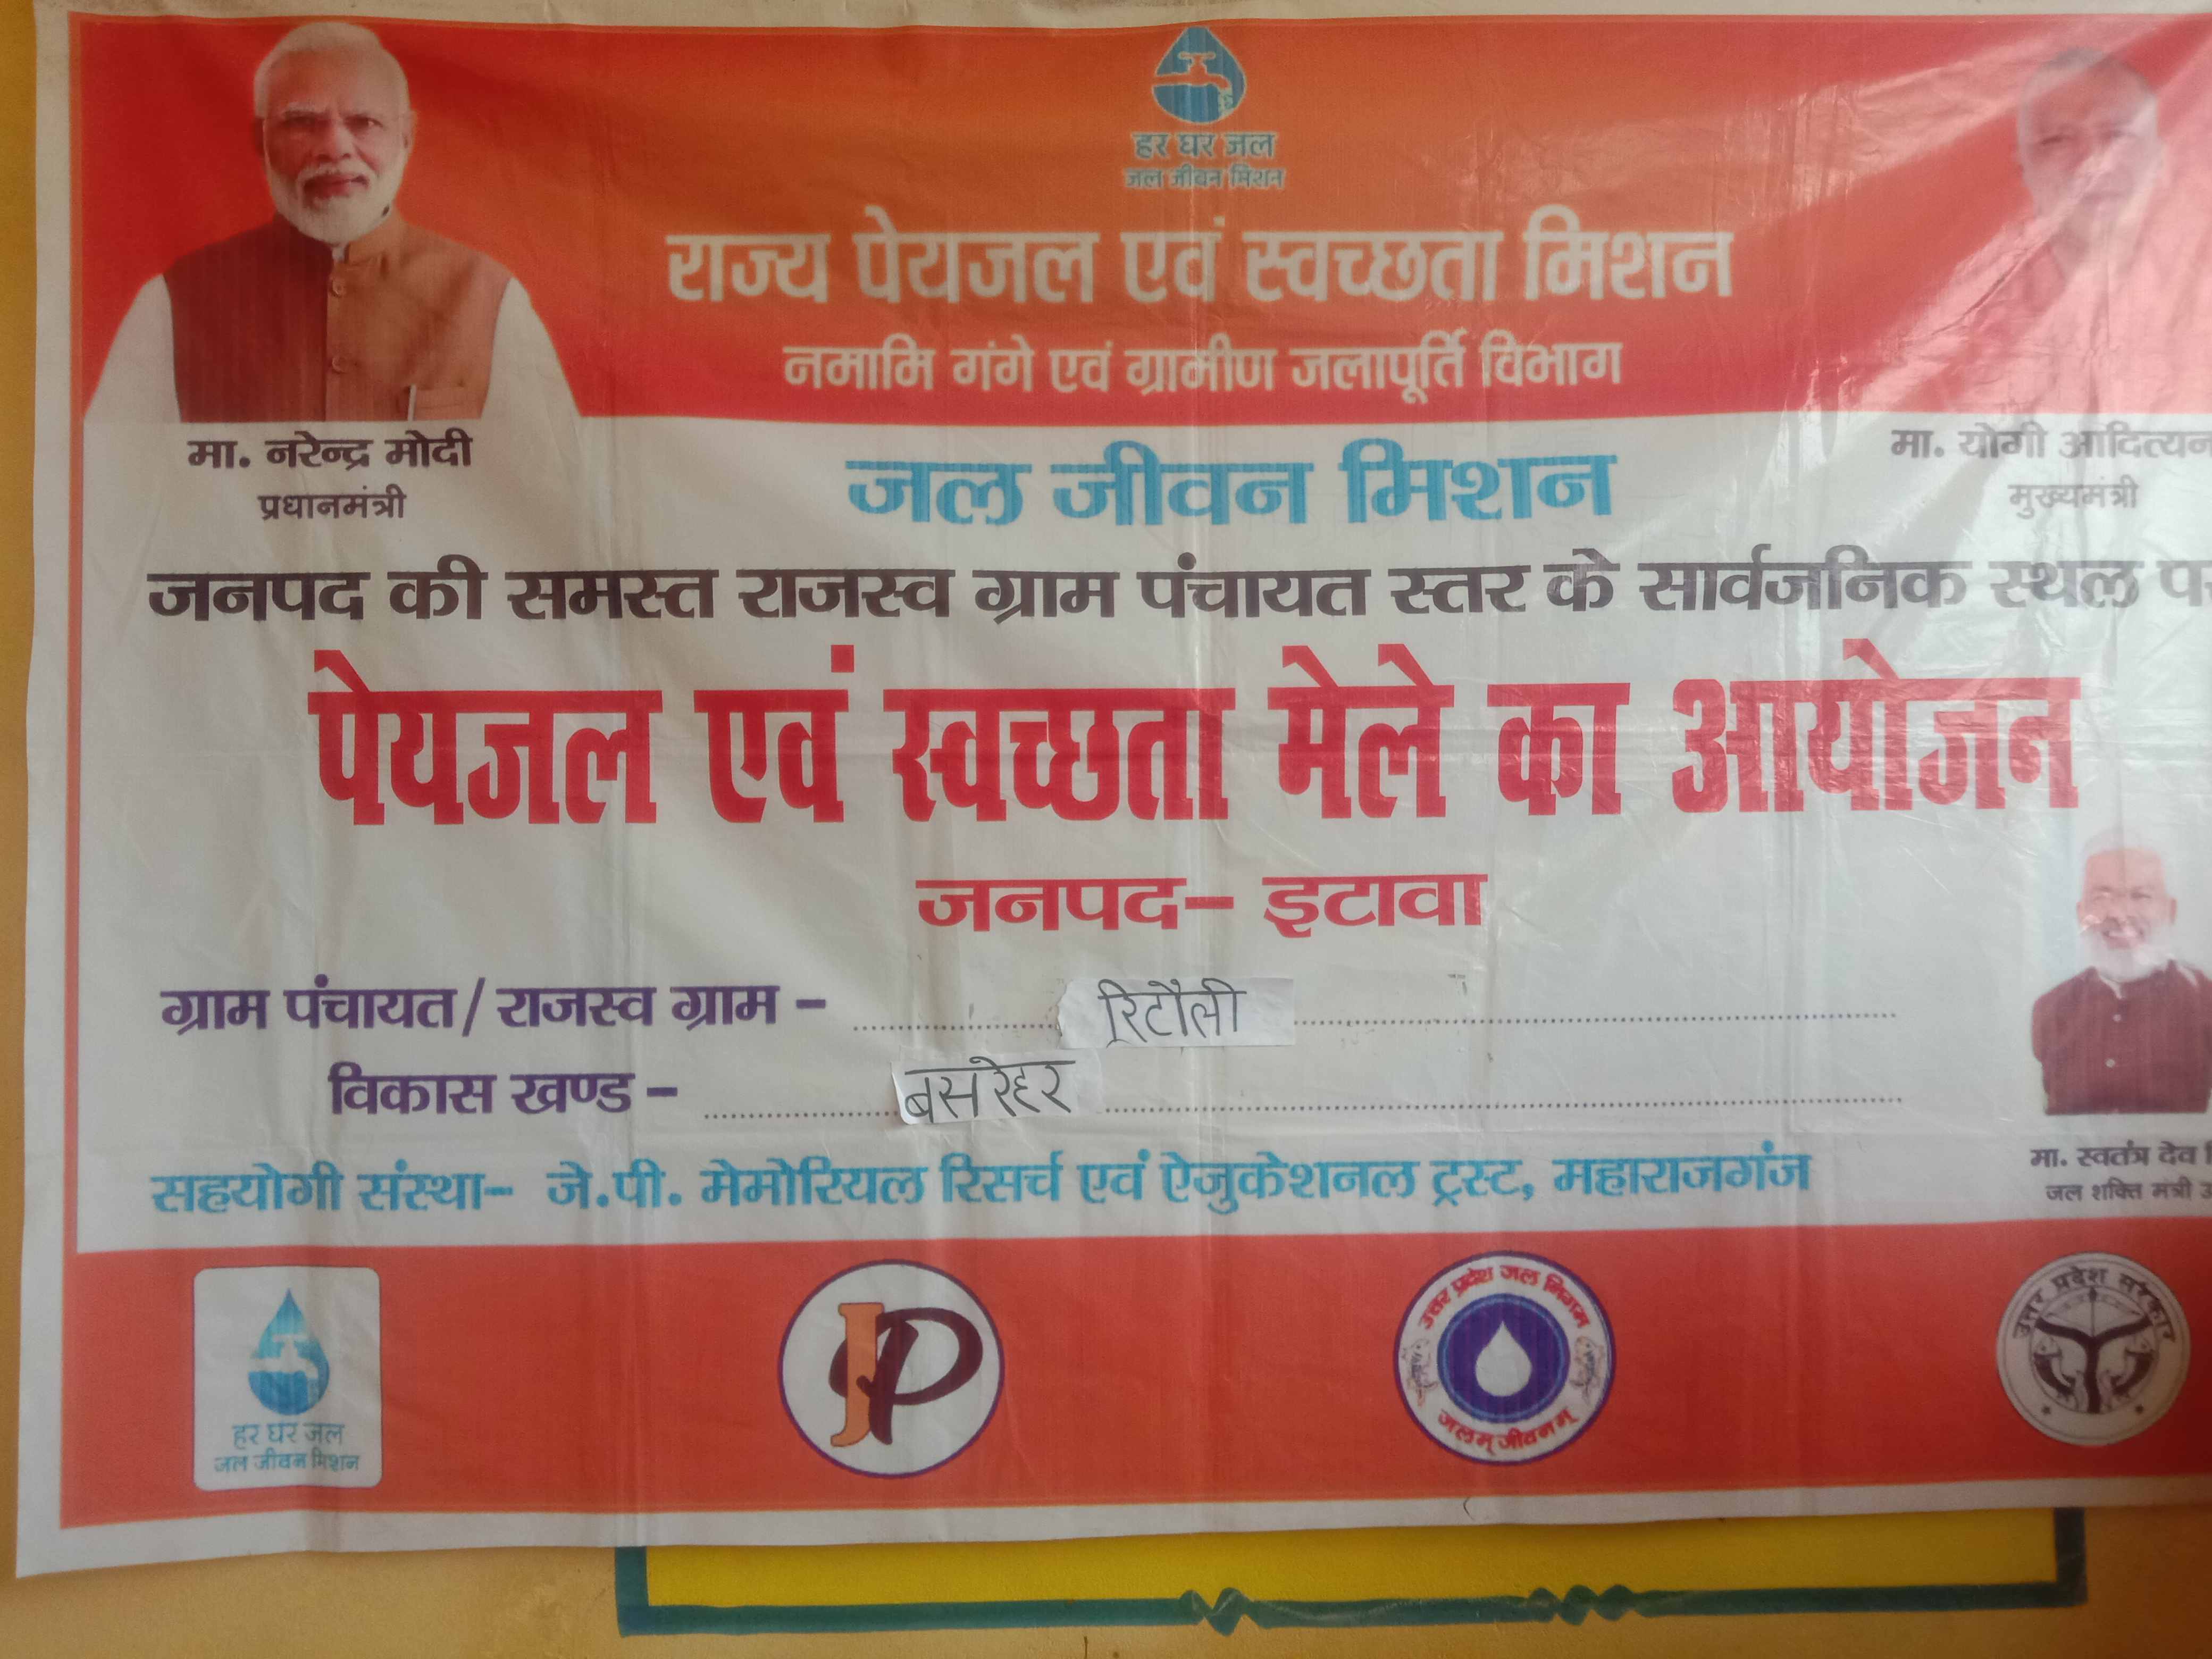 हर घर जल
जल जीवन मिशन
राज्य पेयजल एवं स्वच्छता मिशन
नमामि गंगे एवं ग्रामीण जलापूर्ति विभाग
मा. नरेन्द्र मोदी
प्रधानमंत्री
मा. योगी आदित्यन
मुख्यमंत्री
जल जीवन मिशन
जनपद की समस्त राजस्व ग्राम पंचायत स्तर के सार्वजनिक स्थल पर
पेयजल एवं स्वच्छता मेले का आयोजन
जनपद– इटावा
ग्राम पंचायत/राजस्व ग्राम – रिटौली
विकास खण्ड – बसरेहर
मा. स्वतंत्र देव
जल शक्ति मंत्री
सहयोगी संस्था– जे.पी. मेमोरियल रिसर्च एवं ऐजुकेशनल ट्रस्ट, महाराजगंज
हर घर जल
जल जीवन मिशन
JP
उत्तर प्रदेश जल निगम
जलम् जीवनम्
उत्तर प्रदेश सरकार